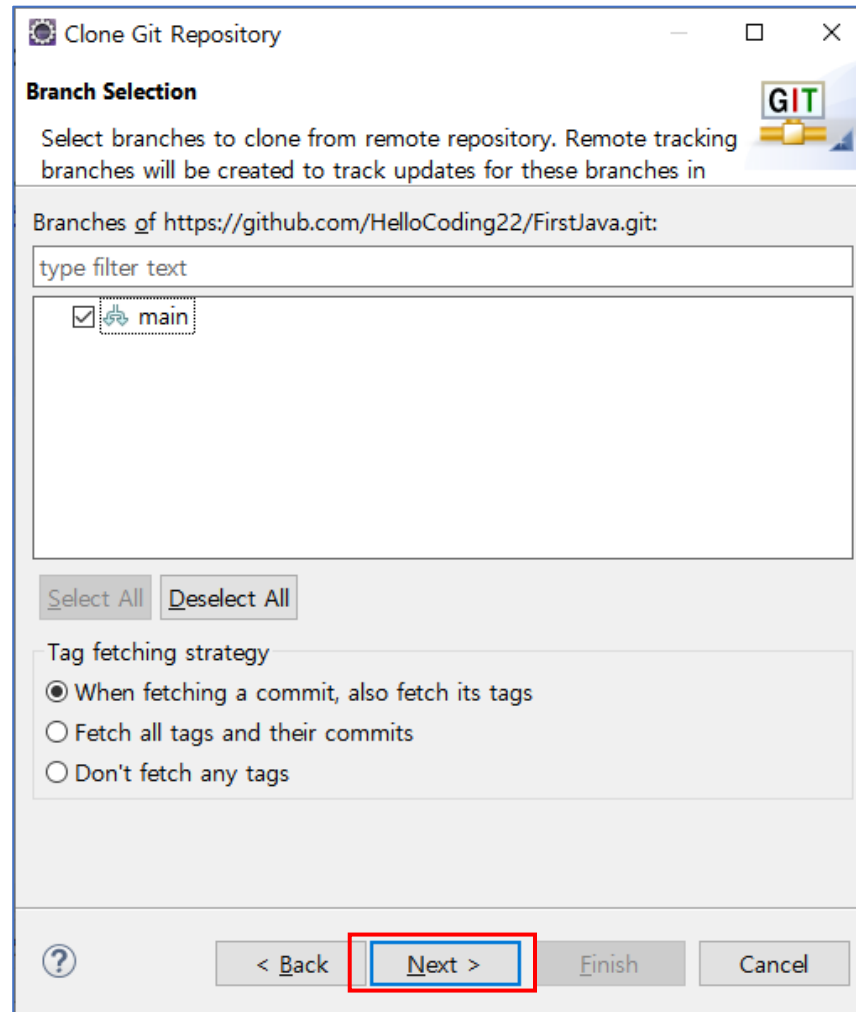 Clone Git Repository
Branch Selection
GIT
Select branches to clone from remote repository. Remote tracking
branches will be created to track updates for these branches in
Branches of https://github.com/HelloCoding22/FirstJava.git:
type filter text
main
Select All Deselect All
Tag fetching strategy
When fetching a commit, also fetch its tags
Fetch all tags and their commits
Don't fetch any tags
? < Back Next > Finish Cancel